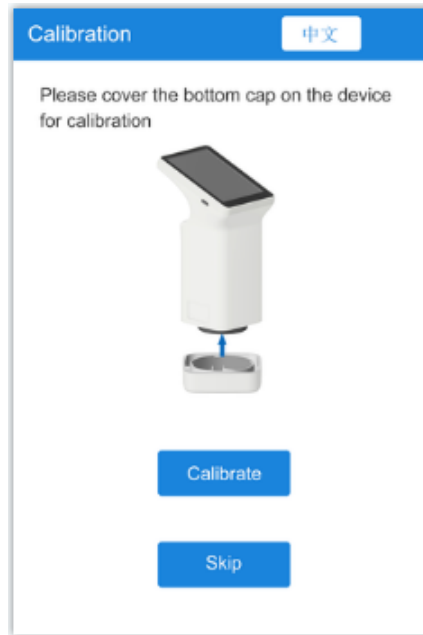 Calibration
中文
Please cover the bottom cap on the device
for calibration
Calibrate
Skip